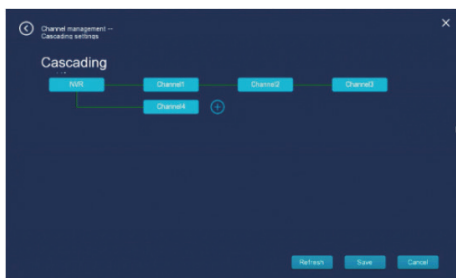 Channel management --
Cascading settings
Cascading
NVR Channel1 Channel2 Channel3
Channel4
Refresh Save Cancel